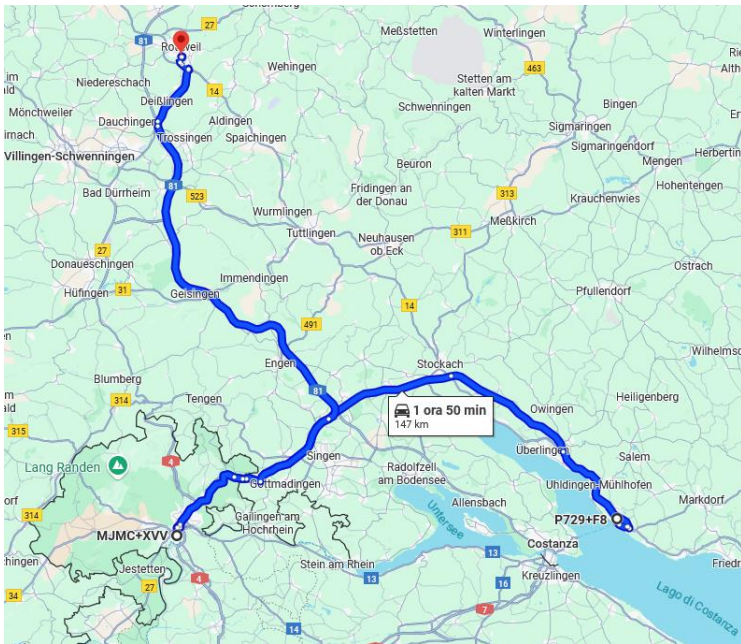 27
Meßstetten
Winterlingen
81
463
Niedereschach
Wehingen
14
Stetten am
kalten Markt
Deißlingen
Mönchweiler
Dauchingen
Aldingen
Schwenningen
Bingen
Trossingen
Spaichingen
Sigmaringen
Sigmaringendorf
Villingen-Schwenningen
Beuron
Mengen
Herbertin
81
523
Bad Dürrheim
Fridingen an
der Donau
313
Krauchenwies
Hohentengen
Wurmlingen
Meßkirch
Tuttlingen
27
Neuhausen
ob Eck
311
Donaueschingen
Ostrach
Immendingen
31
Hüfingen
Geisingen
14
Pfullendorf
491
Engen
Stockach
Wilhelmsd
Blumberg
314
Tengen
81
1 ora 50 min
147 km
Heiligenberg
Owingen
315
4
Lang Randen
Singen
Überlingen
Salem
Radolfzell
am Bodensee
Gottmadingen
Uhldingen-Mühlhofen
314
Allensbach
Markdorf
Gailingen am
Hochrhein
MJMC+XVV
P729+F8
Untersee
Costanza
Stein am Rhein
13
Jestetten
27
4
13
Kreuzlingen
16
Friedr
34
7
14
Lago di Costanza